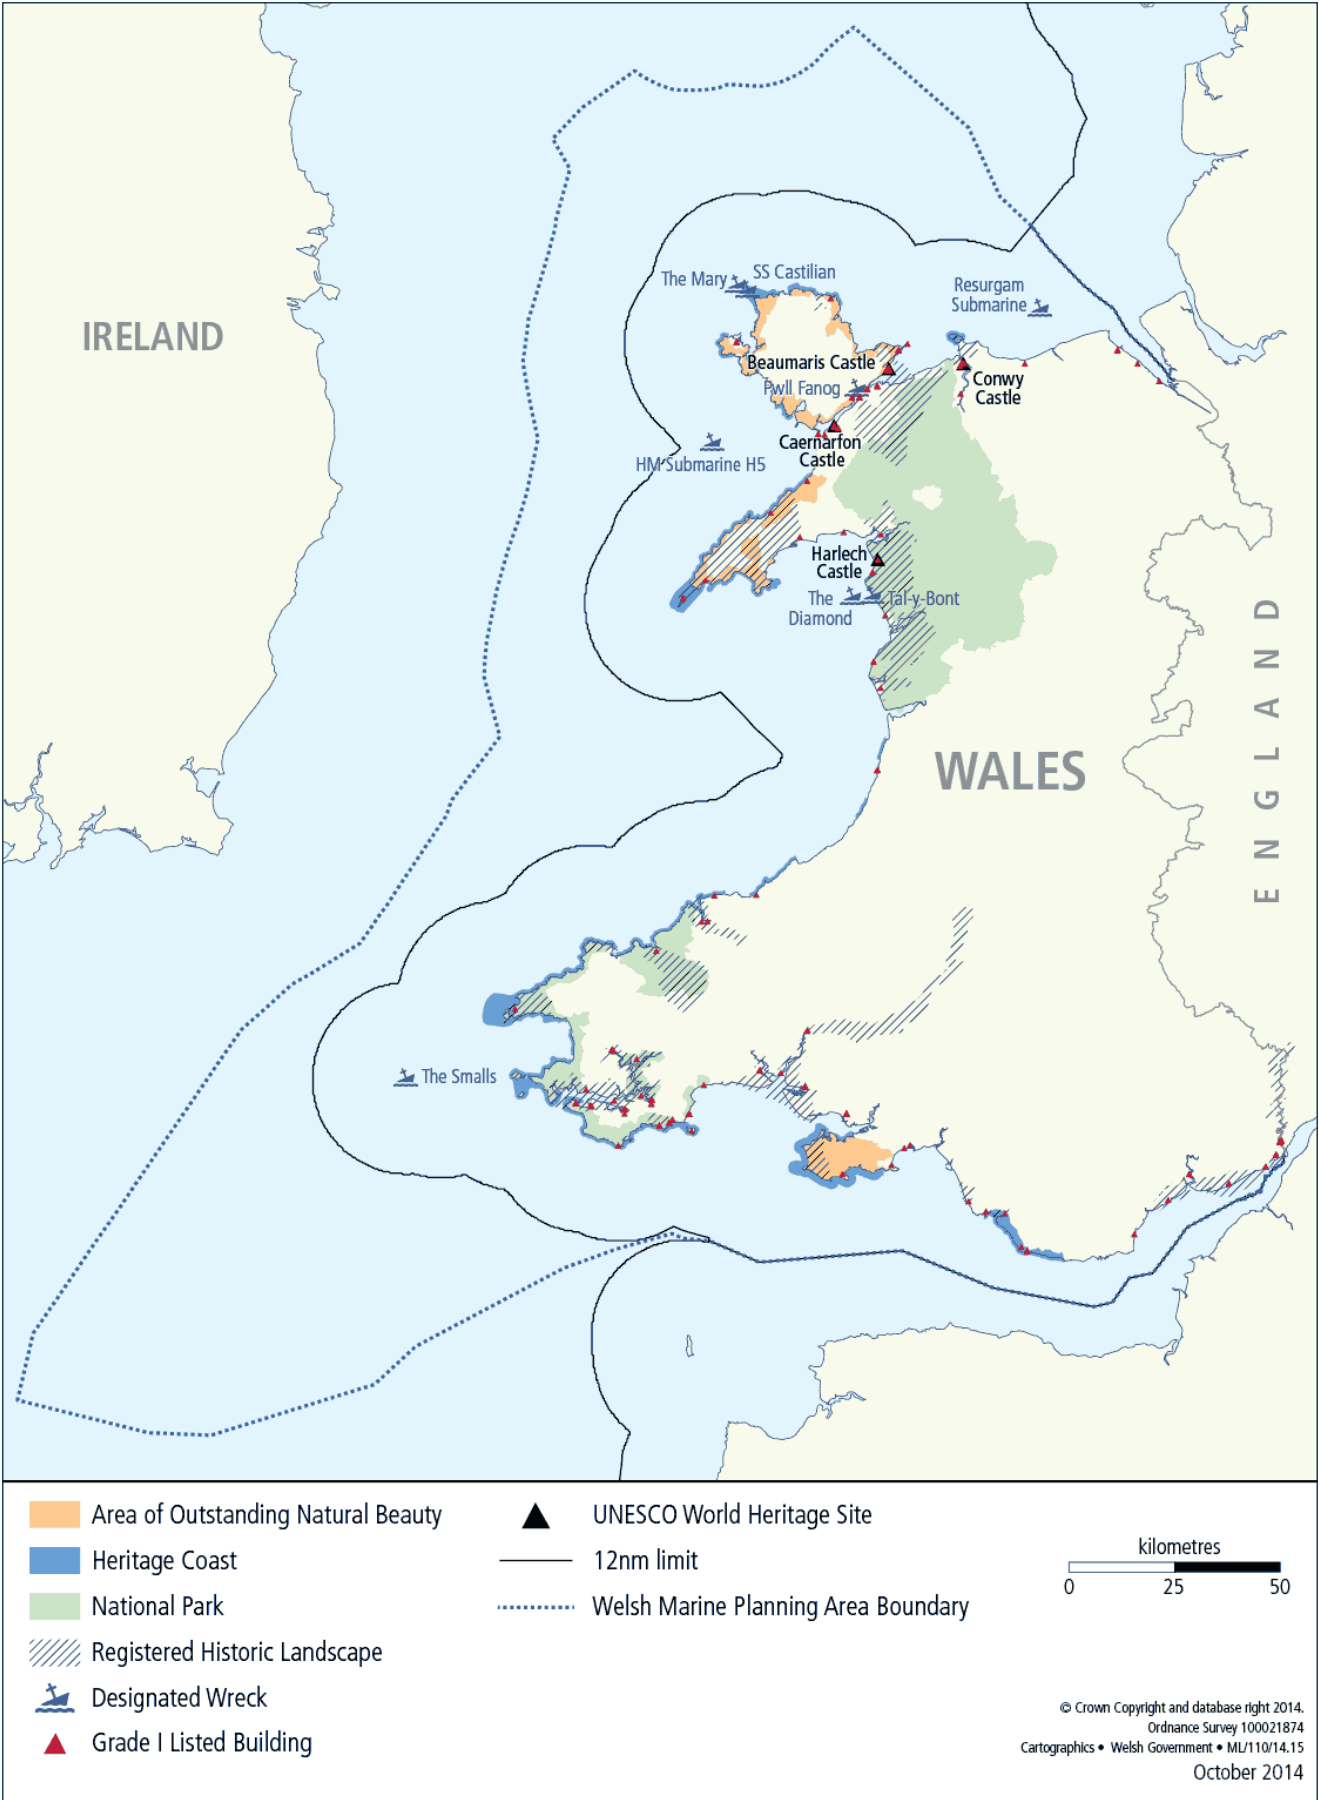 SS Castilian
The Mary
Resurgam
Submarine
IRELAND
Beaumaris Castle
Conwy
Castle
Pwll Fanog
Caernarfon
Castle
HM Submarine H5
Harlech
Castle
The
Diamond
Tal-y-Bont
ENGLAND
WALES
The Smalls
Area of Outstanding Natural Beauty
Heritage Coast
National Park
Registered Historic Landscape
Designated Wreck
Grade I Listed Building
UNESCO World Heritage Site
12nm limit
Welsh Marine Planning Area Boundary
kilometres
0 25 50
© Crown Copyright and database right 2014.
Ordnance Survey 100021874
Cartographics • Welsh Government • ML/110/14.15
October 2014